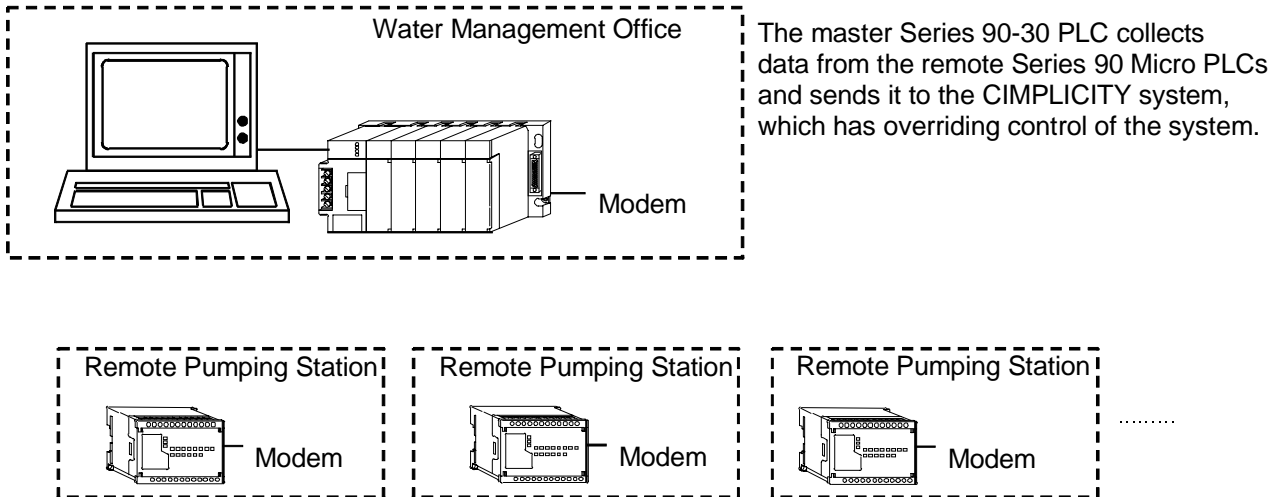 Water Management Office
The master Series 90-30 PLC collects
data from the remote Series 90 Micro PLCs
and sends it to the CIMPLICITY system,
which has overriding control of the system.
Modem
Remote Pumping Station
Modem
Remote Pumping Station
Modem
Remote Pumping Station
Modem
........